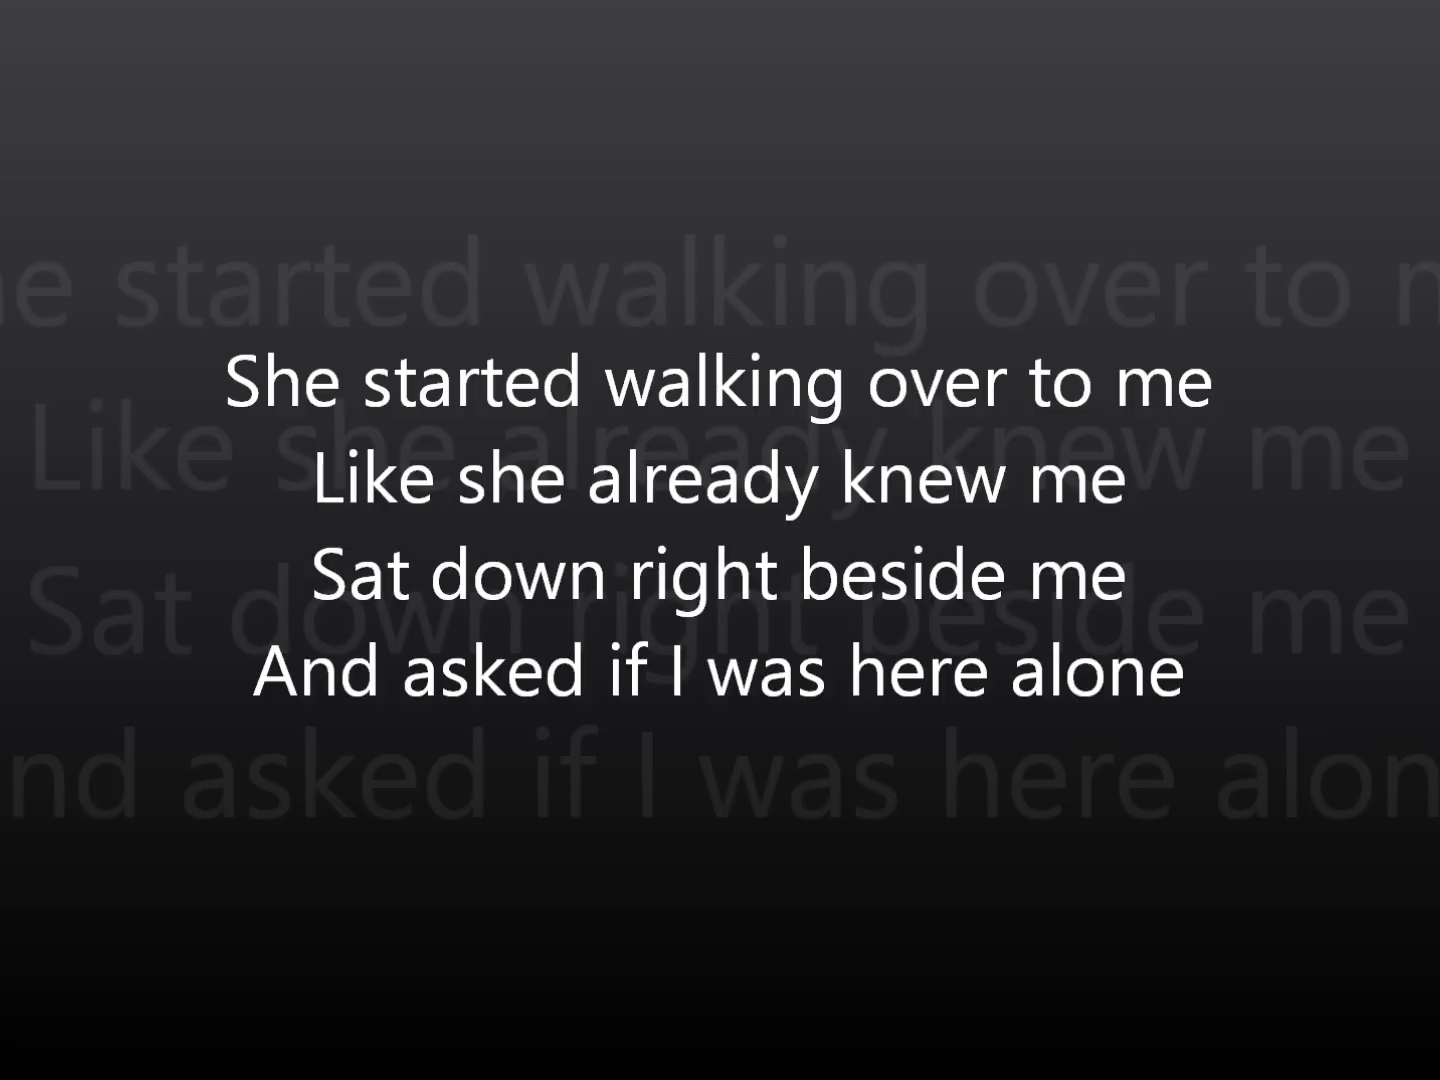 She started walking over to me
Like she already knew me
Sat down right beside me
And asked if I was here alone